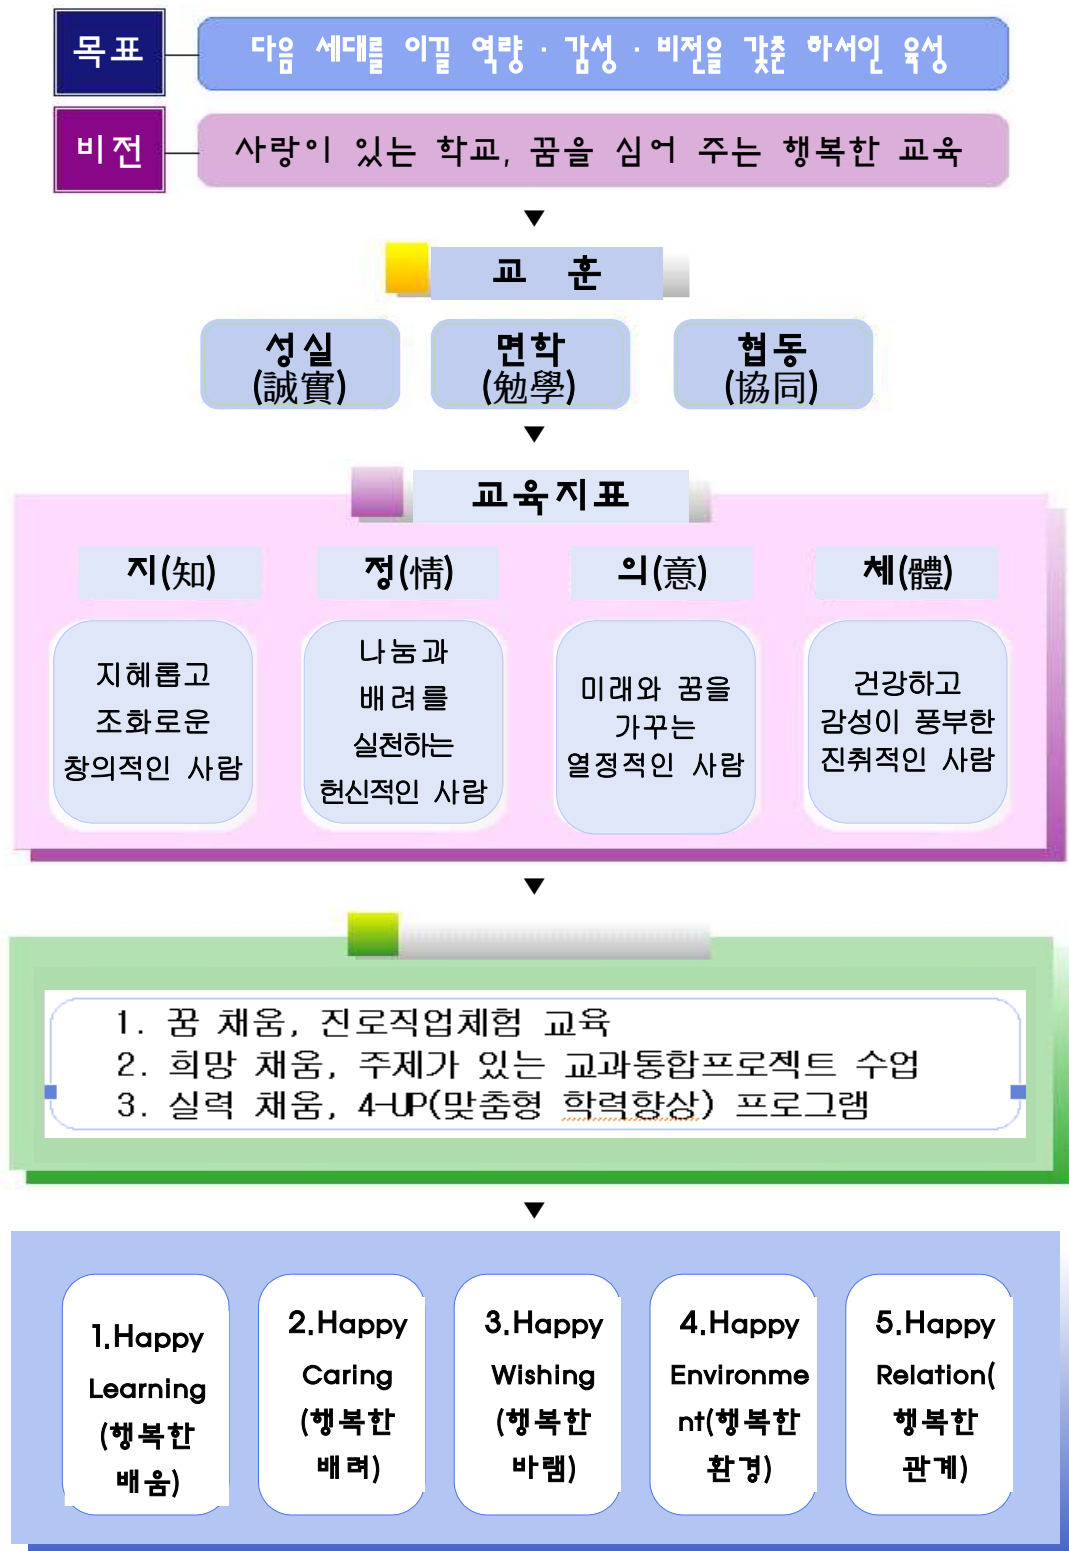 목표
다음 세대를 이끌 역량·감성·비전을 갖춘 하서인 육성
비전
사랑이 있는 학교, 꿈을 심어 주는 행복한 교육
▼
교 훈
성실
(誠實)
면학
(勉學)
협동
(協同)
▼
교육지표
지(知)
지혜롭고
조화로운
창의적인 사람
정(情)
나눔과
배려를
실천하는
헌신적인 사람
의(意)
미래와 꿈을
가꾸는
열정적인 사람
체(體)
건강하고
감성이 풍부한
진취적인 사람
▼
1. 꿈 채움, 진로직업체험 교육
2. 희망 채움, 주제가 있는 교과통합프로젝트 수업
3. 실력 채움, 4-UP(맞춤형 학력향상) 프로그램
▼
1.Happy
Learning
(행복한
배움)
2.Happy
Caring
(행복한
배려)
3.Happy
Wishing
(행복한
바램)
4.Happy
Environme
nt(행복한
환경)
5.Happy
Relation(
행복한
관계)